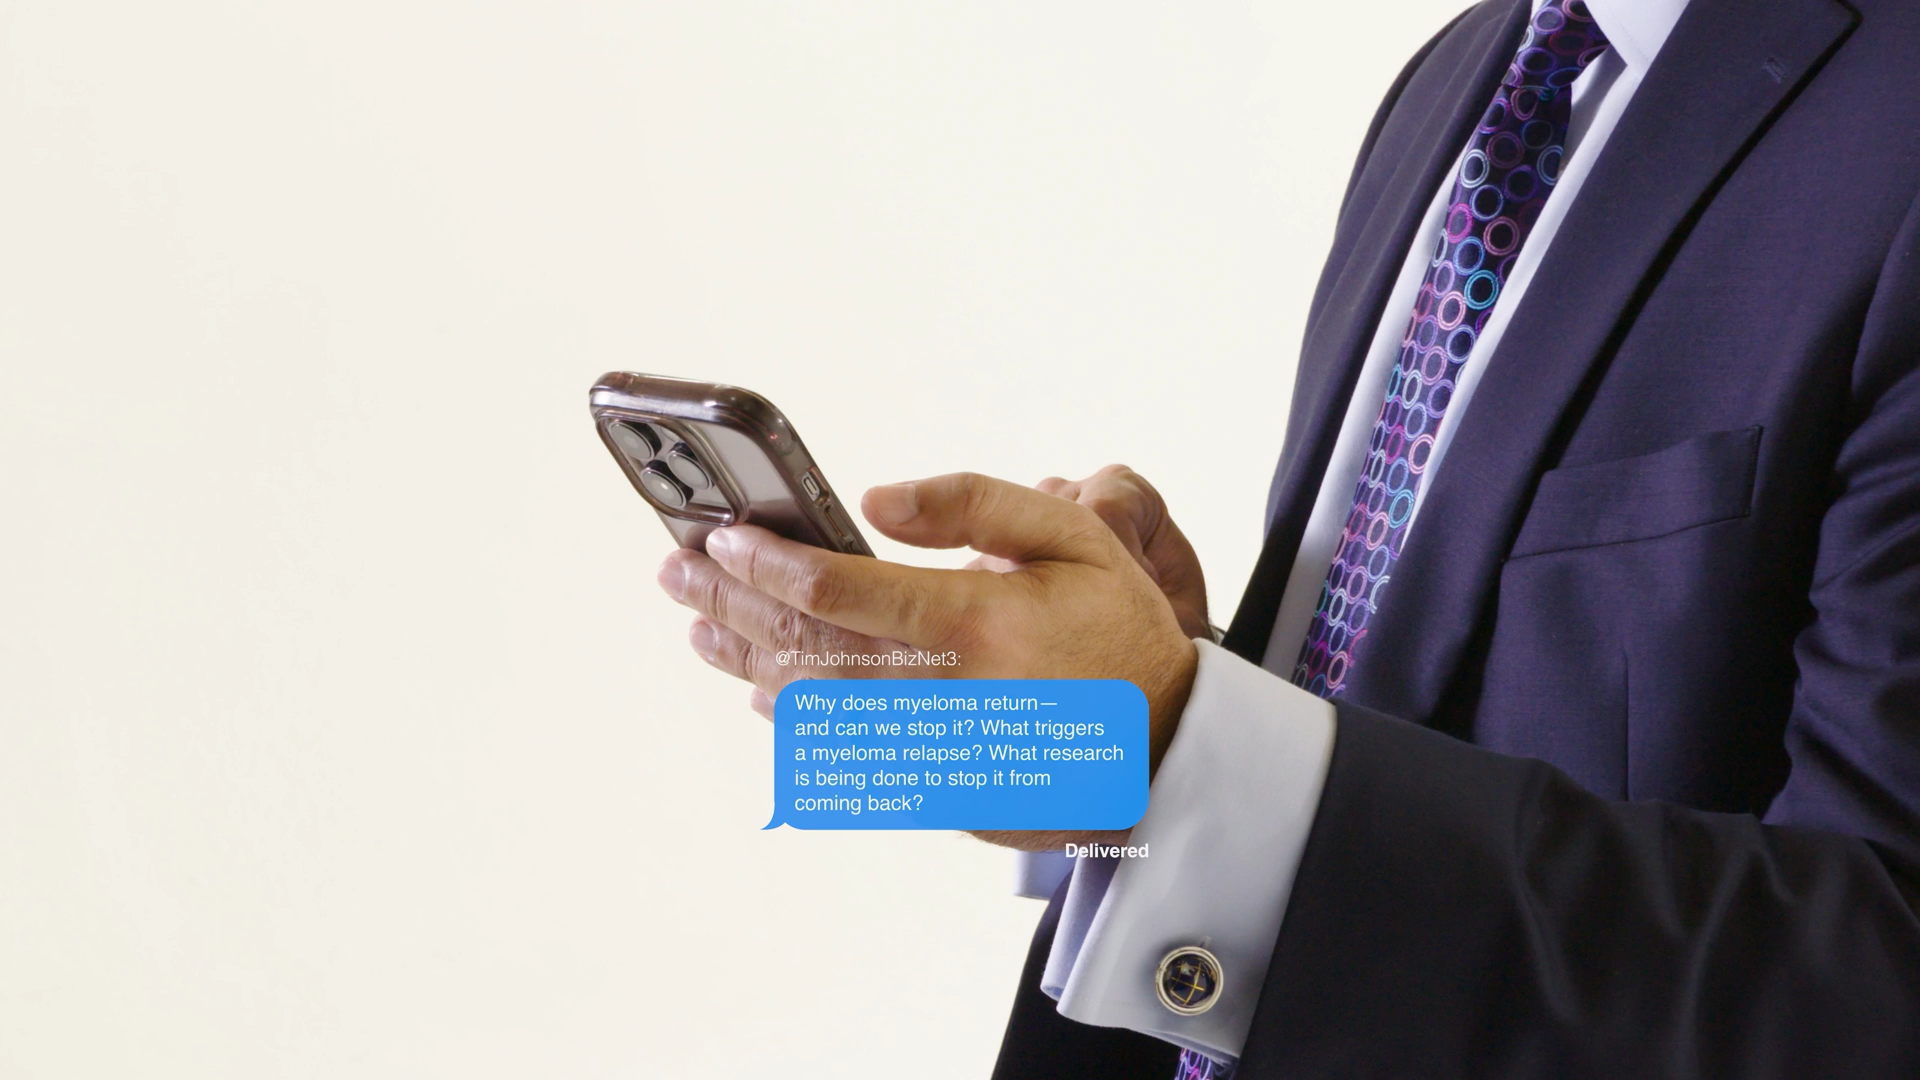 @TimJohnsonBizNet3:
Why does myeloma return—
and can we stop it? What triggers
a myeloma relapse? What research
is being done to stop it from
coming back?
Delivered